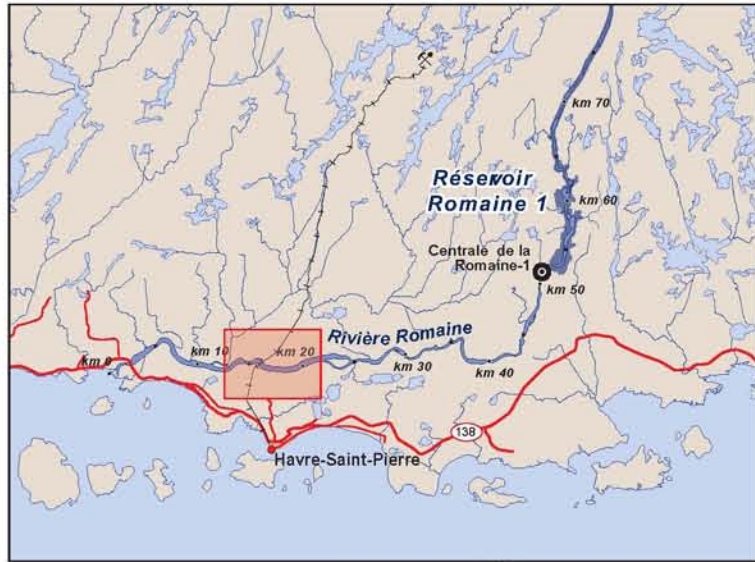 km 70
Réservoir
Romaine 1
km 60
Centrale de la
Romaine-1
km 50
Rivière Romaine
km 0
km 10
km 20
km 30
km 40
138
Havre-Saint-Pierre